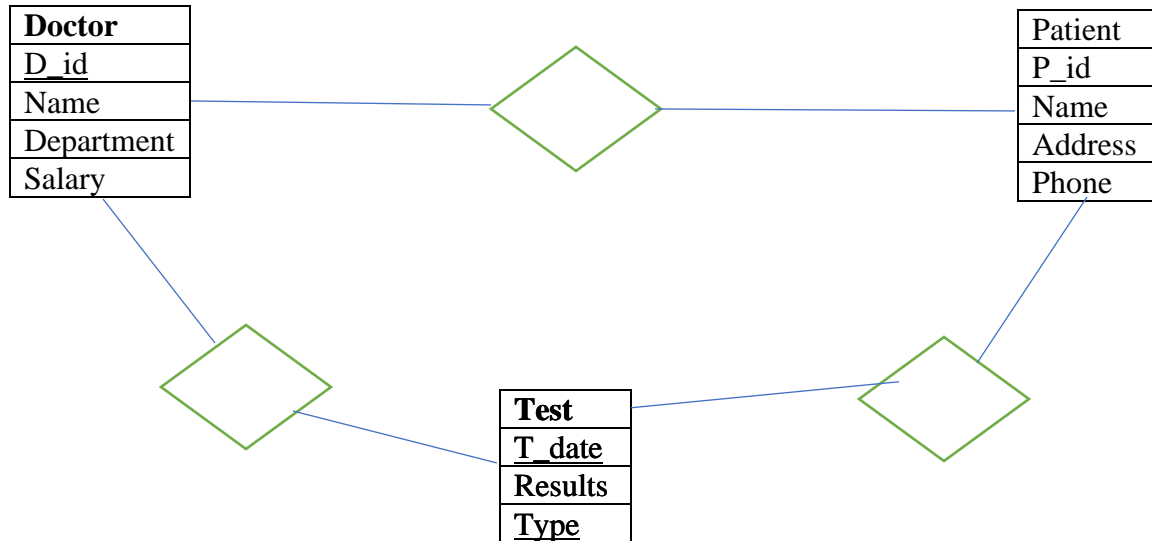 Doctor
D_id
Name
Department
Salary
Patient
P_id
Name
Address
Phone
Test
T_date
Results
Type